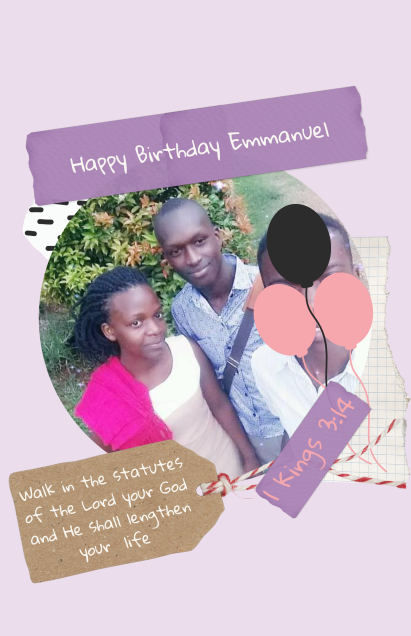 Happy Birthday Emmanuel
1 Kings 3:14
Walk in the statutes
of the Lord your God
and He shall lengthen
your life